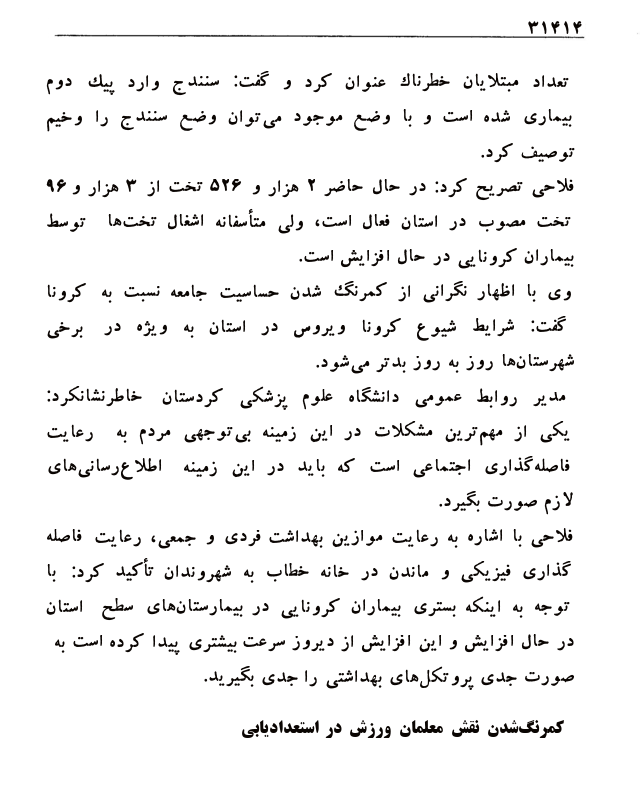 ۳۱۴۱۴
تعداد مبتلایان خطرناك عنوان کرد و گفت: سنندج وارد پیك دوم
بیماری شده است و با وضع موجود می‌توان وضع سنندج را وخیم
توصیف کرد.
فلاحی تصریح کرد: در حال حاضر ۲ هزار و ۵۲۶ تخت از ۳ هزار و ۹۶
تخت مصوب در استان فعال است، ولی متأسفانه اشغال تخت‌ها توسط
بیماران کرونایی در حال افزایش است.
وی با اظهار نگرانی از کمرنگ شدن حساسیت جامعه نسبت به کرونا
گفت: شرایط شیوع کرونا ویروس در استان به ویژه در برخی
شهرستان‌ها روز به روز بدتر می‌شود.
مدیر روابط عمومی دانشگاه علوم پزشکی کردستان خاطرنشانکرد:
یکی از مهم‌ترین مشکلات در این زمینه بی‌توجهی مردم به رعایت
فاصله‌گذاری اجتماعی است که باید در این زمینه اطلاع‌رسانی‌های
لازم صورت بگیرد.
فلاحی با اشاره به رعایت موازین بهداشت فردی و جمعی، رعایت فاصله
گذاری فیزیکی و ماندن در خانه خطاب به شهروندان تأکید کرد: با
توجه به اینکه بستری بیماران کرونایی در بیمارستان‌های سطح استان
در حال افزایش و این افزایش از دیروز سرعت بیشتری پیدا کرده است به
صورت جدی پروتکل‌های بهداشتی را جدی بگیرید.
کمرنگ‌شدن نقش معلمان ورزش در استعدادیابی